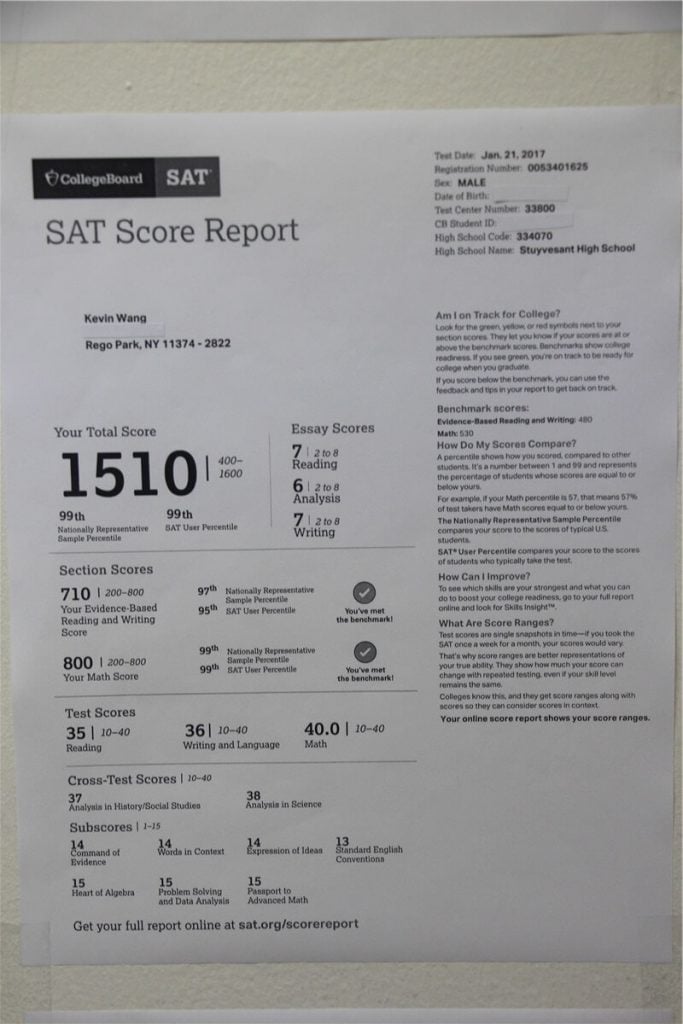 CollegeBoard SAT
SAT Score Report
Test Date: Jan. 21, 2017
Registration Number: 0053401625
Sex: MALE
Date of Birth:
Test Center Number: 33800
CB Student ID:
High School Code: 334070
High School Name: Stuyvesant High School
Kevin Wang
Rego Park, NY 11374 - 2822
Your Total Score
1510 | 400–
1600
99th
Nationally Representative
Sample Percentile
99th
SAT User Percentile
Essay Scores
7 | 2 to 8
Reading
6 | 2 to 8
Analysis
7 | 2 to 8
Writing
Section Scores
710 | 200–800
Your Evidence-Based
Reading and Writing
Score
97th Nationally Representative
Sample Percentile
95th SAT User Percentile
You've met
the benchmark!
800 | 200–800
Your Math Score
99th Nationally Representative
Sample Percentile
99th SAT User Percentile
You've met
the benchmark!
Test Scores
35 | 10–40
Reading
36 | 10–40
Writing and Language
40.0 | 10–40
Math
Cross-Test Scores | 10–40
37
Analysis in History/Social Studies
38
Analysis in Science
Subscores | 1–15
14
Command of
Evidence
14
Words in Context
14
Expression of Ideas
13
Standard English
Conventions
15
Heart of Algebra
15
Problem Solving
and Data Analysis
15
Passport to
Advanced Math
Get your full report online at sat.org/scorereport
Am I on Track for College?
Look for the green, yellow, or red symbols next to your
section scores. They let you know if your scores are at or
above the benchmark scores. Benchmarks show college
readiness. If you see green, you're on track to be ready for
college when you graduate.
If you score below the benchmark, you can use the
feedback and tips in your report to get back on track.
Benchmark scores:
Evidence-Based Reading and Writing: 480
Math: 530
How Do My Scores Compare?
A percentile shows how you scored, compared to other
students. It's a number between 1 and 99 and represents
the percentage of students whose scores are equal to or
below yours.
For example, if your Math percentile is 57, that means 57%
of test takers have Math scores equal to or below yours.
The Nationally Representative Sample Percentile
compares your score to the scores of typical U.S.
students.
SAT® User Percentile compares your score to the scores
of students who typically take the test.
How Can I Improve?
To see which skills are your strongest and what you can
do to boost your college readiness, go to your full report
online and look for Skills Insight™.
What Are Score Ranges?
Test scores are single snapshots in time—if you took the
SAT once a week for a month, your scores would vary.
That's why score ranges are better representations of
your true ability. They show how much your score can
change with repeated testing, even if your skill level
remains the same.
Colleges know this, and they get score ranges along with
scores so they can consider scores in context.
Your online score report shows your score ranges.